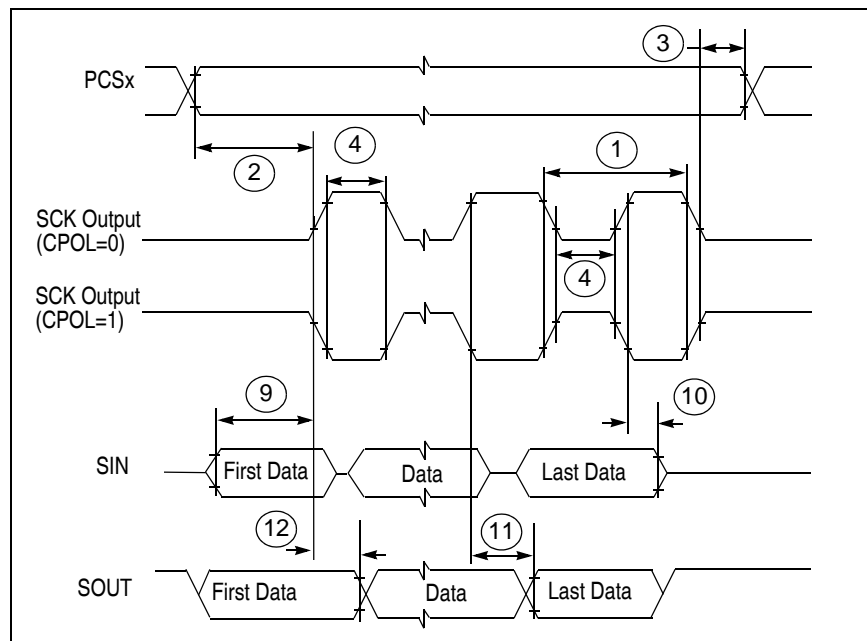 3
PCSx
2
4
1
SCK Output
(CPOL=0)
4
SCK Output
(CPOL=1)
9
10
SIN
First Data
Data
Last Data
12
11
SOUT
First Data
Data
Last Data